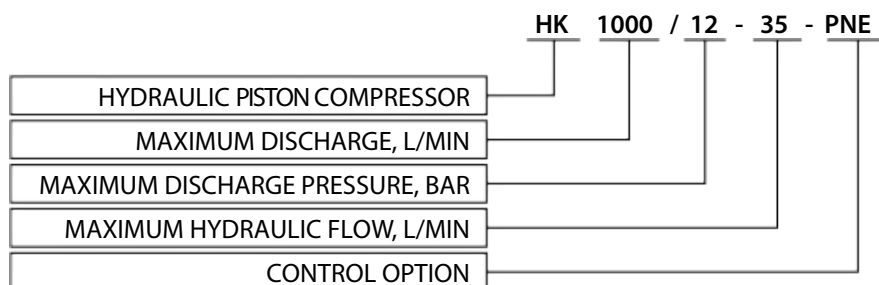 HK 1000 / 12 - 35 - PNE
HYDRAULIC PISTON COMPRESSOR
MAXIMUM DISCHARGE, L/MIN
MAXIMUM DISCHARGE PRESSURE, BAR
MAXIMUM HYDRAULIC FLOW, L/MIN
CONTROL OPTION